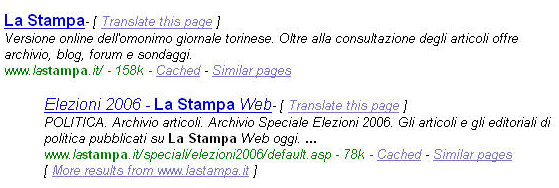 La Stampa- [ Translate this page ]
Versione online dell'omonimo giornale torinese. Oltre alla consultazione degli articoli offre
archivio, blog, forum e sondaggi.
www.lastampa.it/ - 158k - Cached - Similar pages
Elezioni 2006 - La Stampa Web- [ Translate this page ]
POLITICA. Archivio articoli. Archivio Speciale Elezioni 2006. Gli articoli e gli editoriali di
politica pubblicati su La Stampa Web oggi. ...
www.lastampa.it/speciali/elezioni2006/default.asp - 78k - Cached - Similar pages
[ More results from www.lastampa.it ]